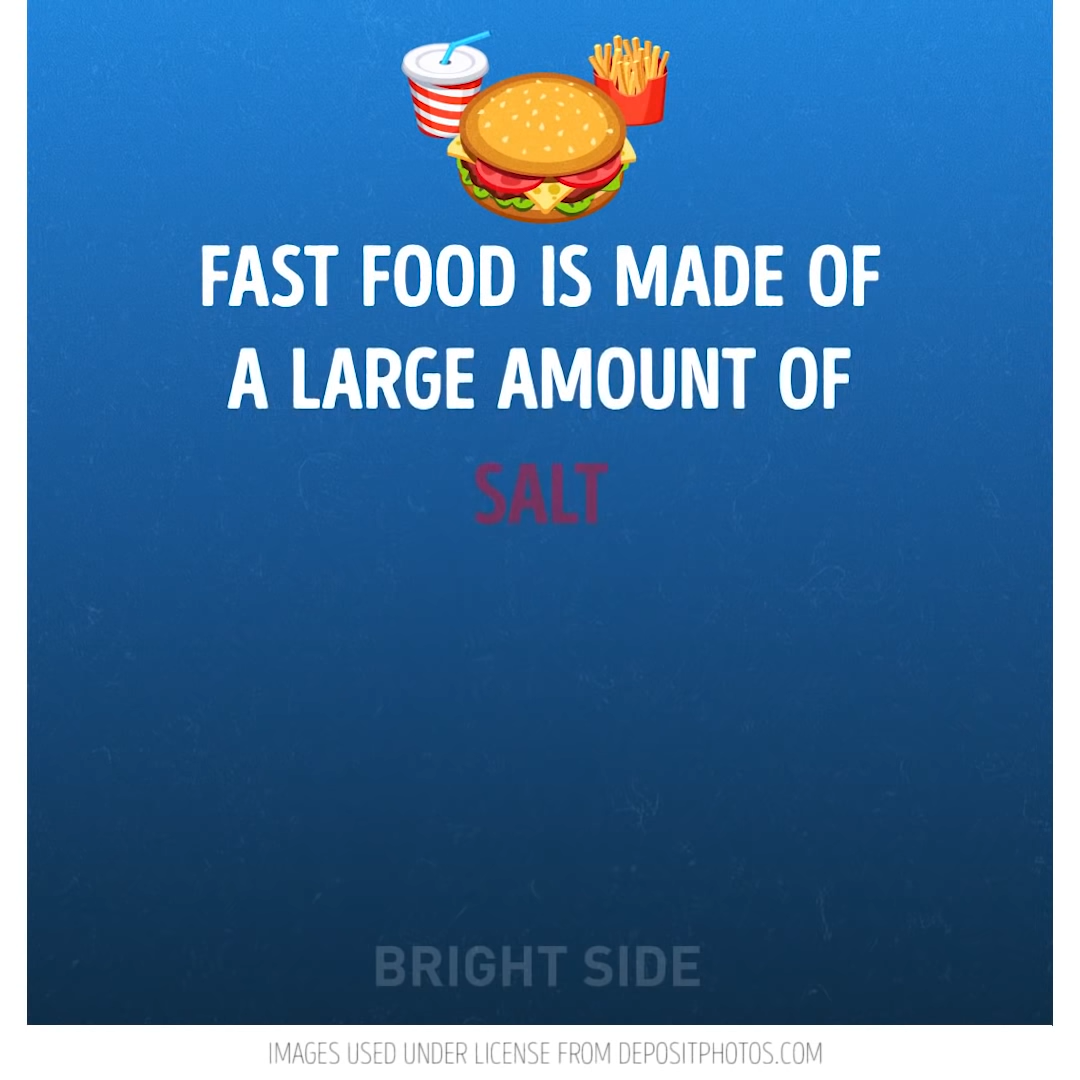 FAST FOOD IS MADE OF
A LARGE AMOUNT OF
SALT
BRIGHT SIDE
IMAGES USED UNDER LICENSE FROM DEPOSITPHOTOS.COM